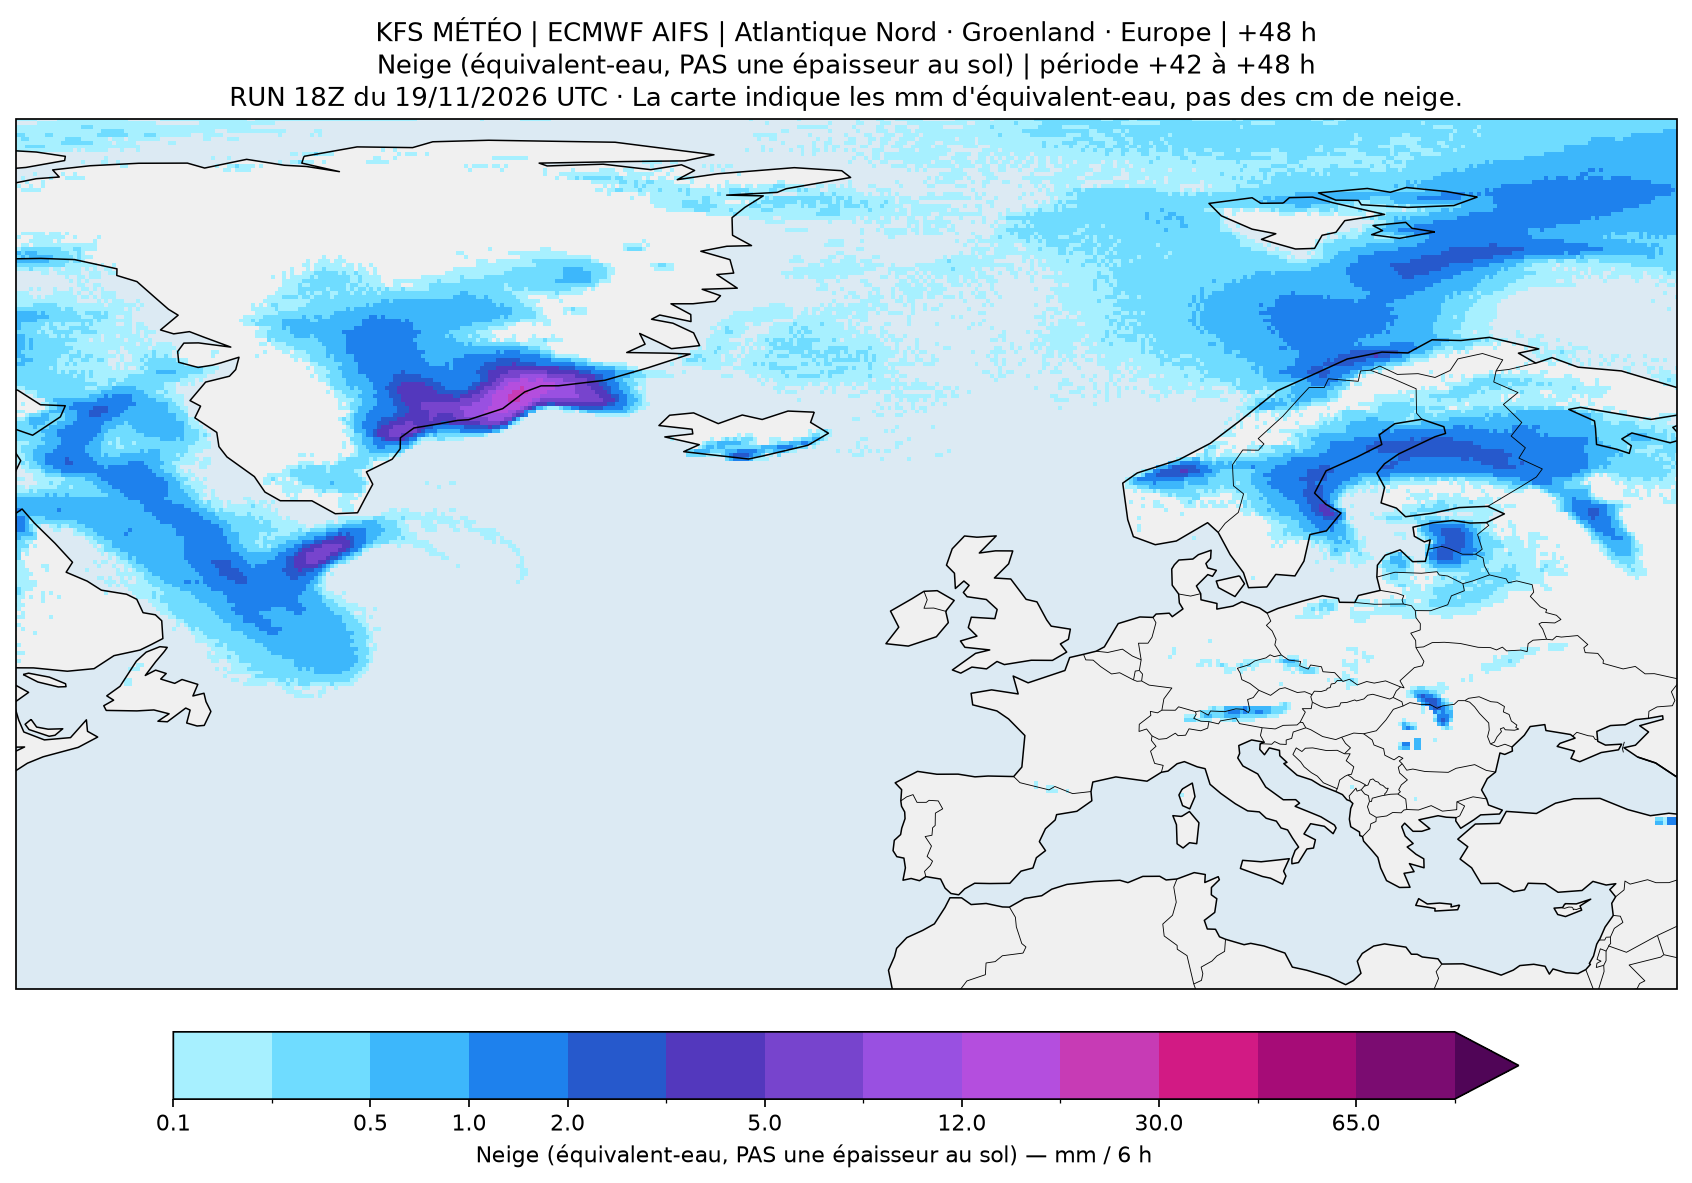 KFS MÉTÉO | ECMWF AIFS | Atlantique Nord · Groenland · Europe | +48 h
Neige (équivalent-eau, PAS une épaisseur au sol) | période +42 à +48 h
RUN 18Z du 19/11/2026 UTC · La carte indique les mm d'équivalent-eau, pas des cm de neige.
0.1 0.5 1.0 2.0 5.0 12.0 30.0 65.0
Neige (équivalent-eau, PAS une épaisseur au sol) — mm / 6 h